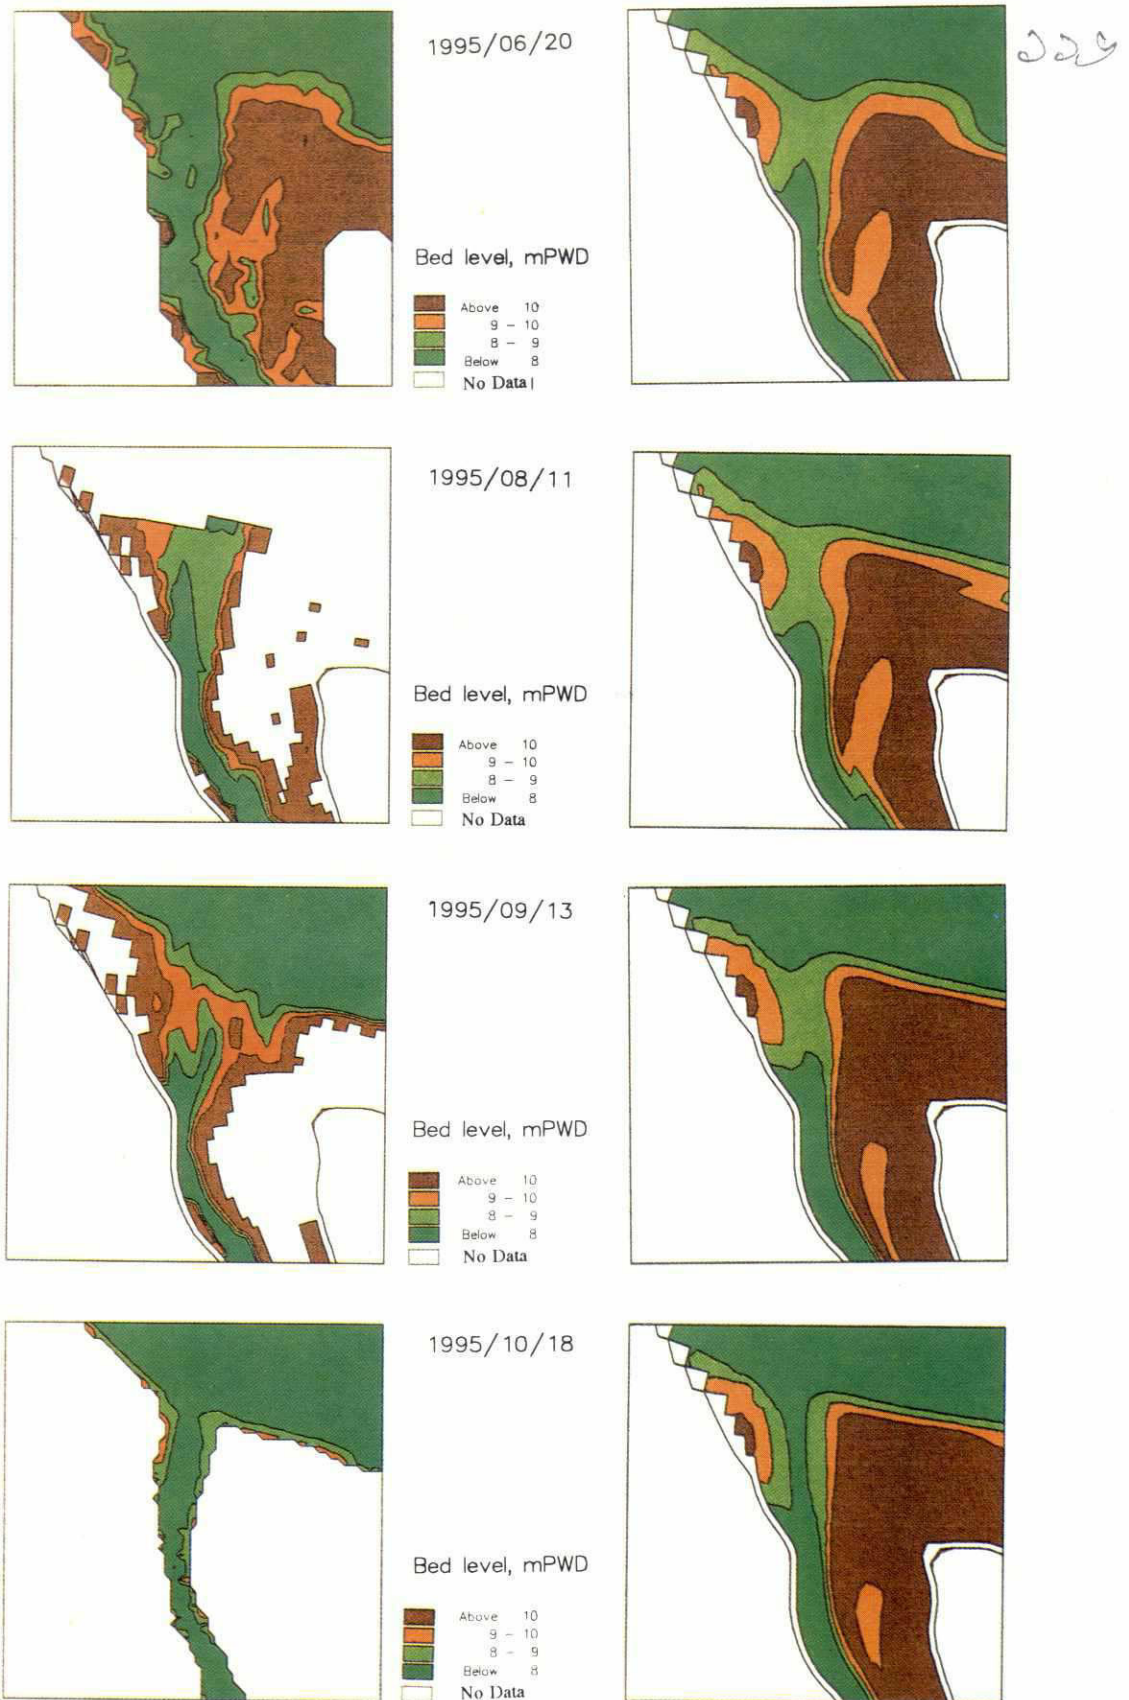 1995/06/20
Bed level, mPWD
Above 10
9 - 10
8 - 9
Below 8
No Data
1995/08/11
Bed level, mPWD
Above 10
9 - 10
8 - 9
Below 8
No Data
1995/09/13
Bed level, mPWD
Above 10
9 - 10
8 - 9
Below 8
No Data
1995/10/18
Bed level, mPWD
Above 10
9 - 10
8 - 9
Below 8
No Data